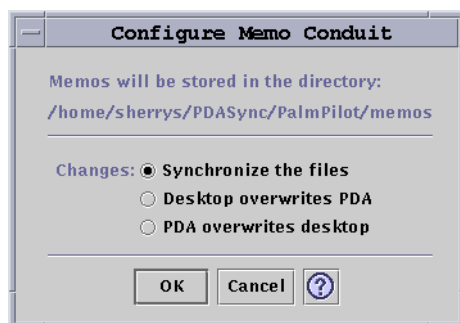 Configure Memo Conduit
Memos will be stored in the directory:
/home/sherrys/PDASync/PalmPilot/memos
Changes: Synchronize the files
Desktop overwrites PDA
PDA overwrites desktop
OK Cancel ?